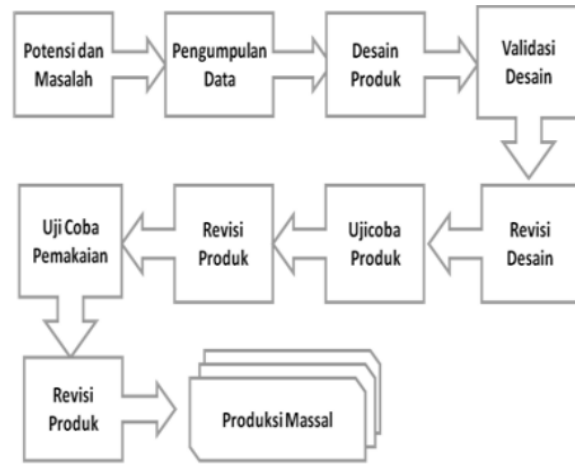 Potensi dan
Masalah
Pengumpulan
Data
Desain
Produk
Validasi
Desain
Revisi
Desain
Ujicoba
Produk
Revisi
Produk
Uji Coba
Pemakaian
Revisi
Produk
Produksi Massal